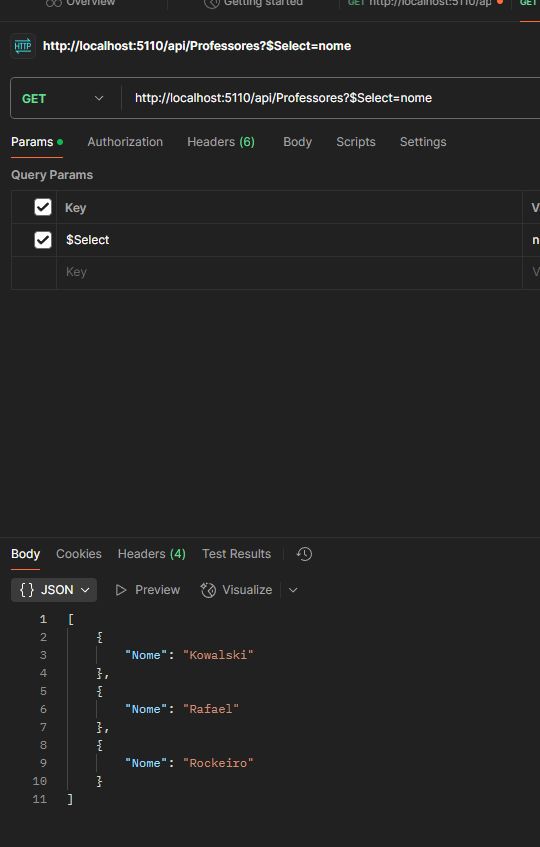 Overview Getting started GET http://localhost:5110/ap GET
HTTP http://localhost:5110/api/Professores?$Select=nome
GET http://localhost:5110/api/Professores?$Select=nome
Params Authorization Headers (6) Body Scripts Settings
Query Params
Key V
$Select n
Key V
Body Cookies Headers (4) Test Results
{} JSON Preview Visualize
1 [
2 {
3 "Nome": "Kowalski"
4 },
5 {
6 "Nome": "Rafael"
7 },
8 {
9 "Nome": "Rockeiro"
10 }
11 ]